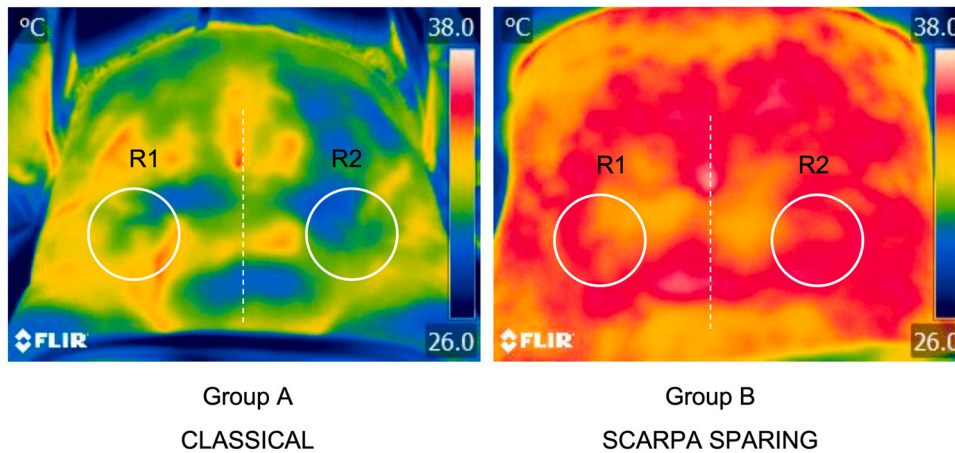 °C
38.0
R1
R2
FLIR
26.0
°C
38.0
R1
R2
FLIR
26.0
Group A
CLASSICAL
Group B
SCARPA SPARING